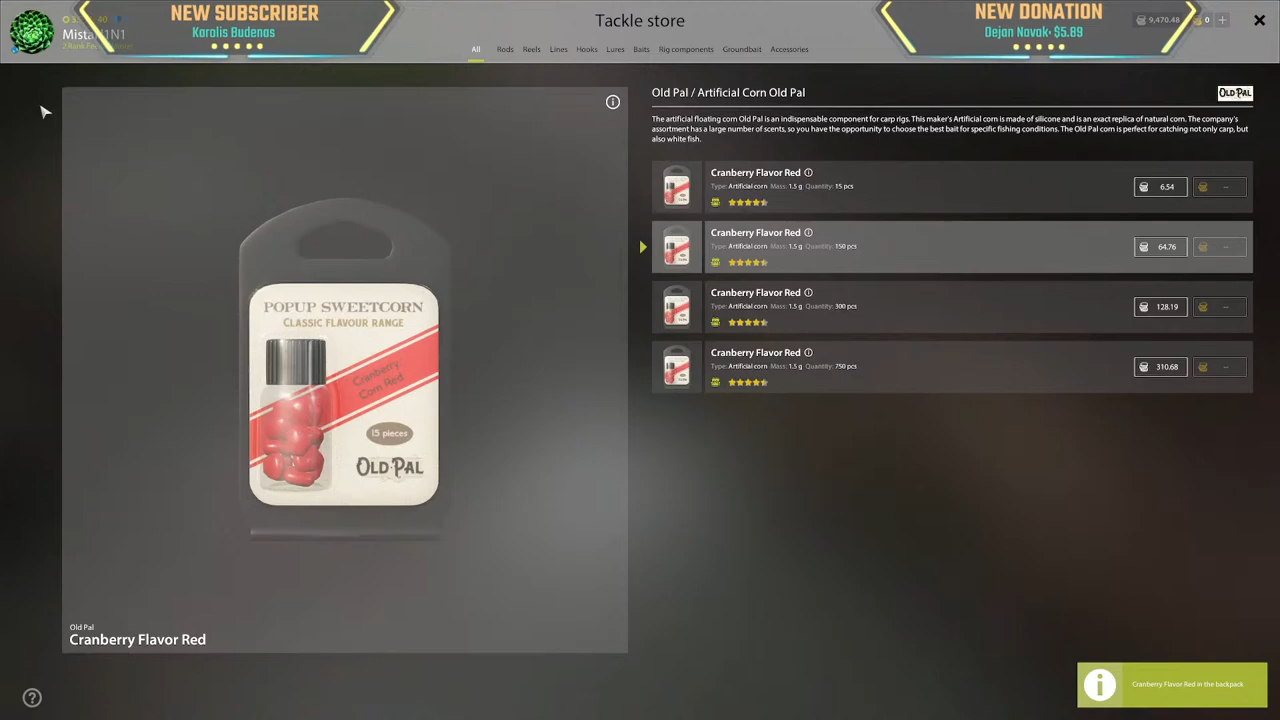 NEW SUBSCRIBER
Karolis Budenas
Tackle store
NEW DONATION
Dejan Novak• $5.89
9,470.48
0
All Rods Reels Lines Hooks Lures Baits Rig components Groundbait Accessories
Old Pal / Artificial Corn Old Pal
OLD PAL
The artificial floating corn Old Pal is an indispensable component for carp rigs. This maker's Artificial corn is made of silicone and is an exact replica of natural corn. The company's
assortment has a large number of scents, so you have the opportunity to choose the best bait for specific fishing conditions. The Old Pal corn is perfect for catching not only carp, but
also white fish.
Cranberry Flavor Red
Type: Artificial corn Mass: 1.5 g Quantity: 15 pcs
6.54
--
Cranberry Flavor Red
Type: Artificial corn Mass: 1.5 g Quantity: 150 pcs
64.76
--
Cranberry Flavor Red
Type: Artificial corn Mass: 1.5 g Quantity: 300 pcs
128.19
--
Cranberry Flavor Red
Type: Artificial corn Mass: 1.5 g Quantity: 750 pcs
310.68
--
POPUP SWEETCORN
CLASSIC FLAVOUR RANGE
Cranberry
Corn Red
15 pieces
OLD PAL
Old Pal
Cranberry Flavor Red
Cranberry Flavor Red in the backpack